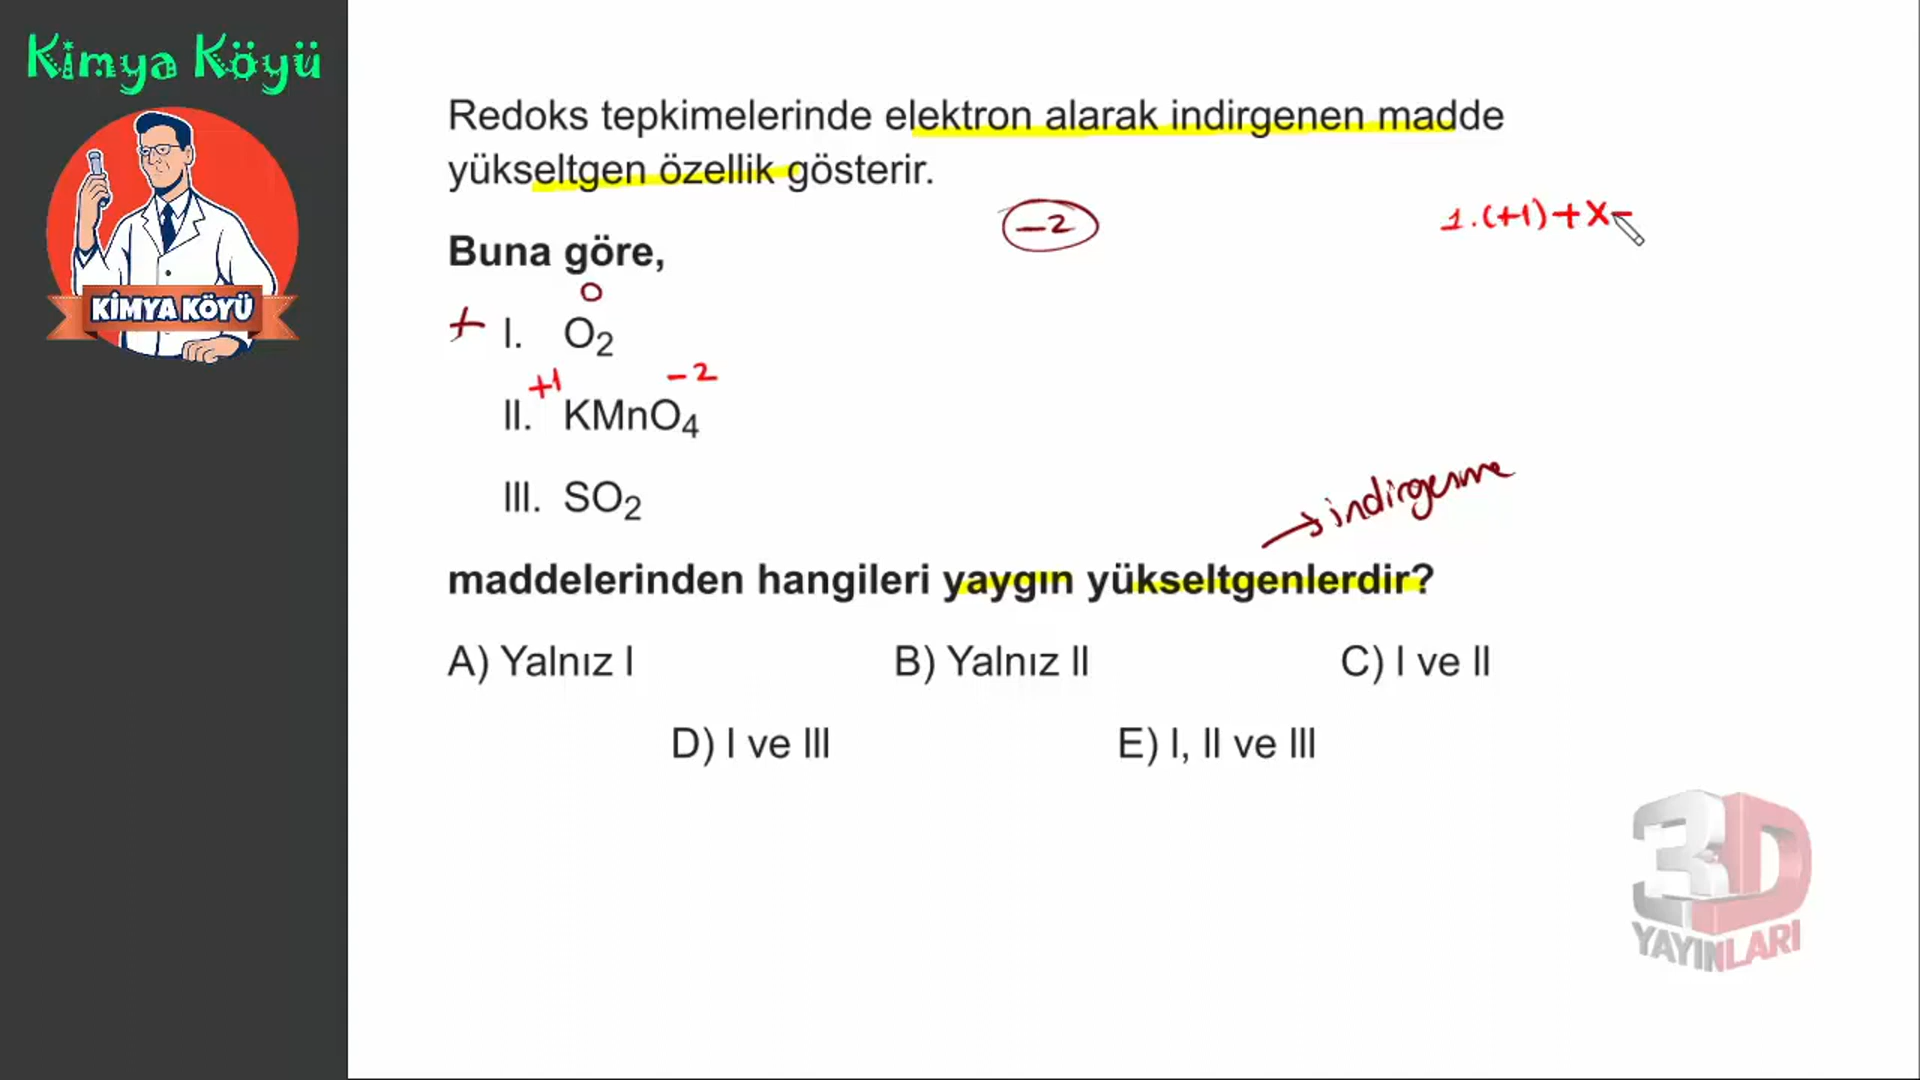 Kimya Köyü
KİMYA KÖYÜ
Redoks tepkimelerinde elektron alarak indirgenen madde
yükseltgen özellik gösterir.
-2
1.(+1)+X-
Buna göre,
0
+ I. O₂
+1 -2
II. KMnO₄
III. SO₂
→ indirgenme
maddelerinden hangileri yaygın yükseltgenlerdir?
A) Yalnız I B) Yalnız II C) I ve II
D) I ve III E) I, II ve III
3D
YAYINLARI